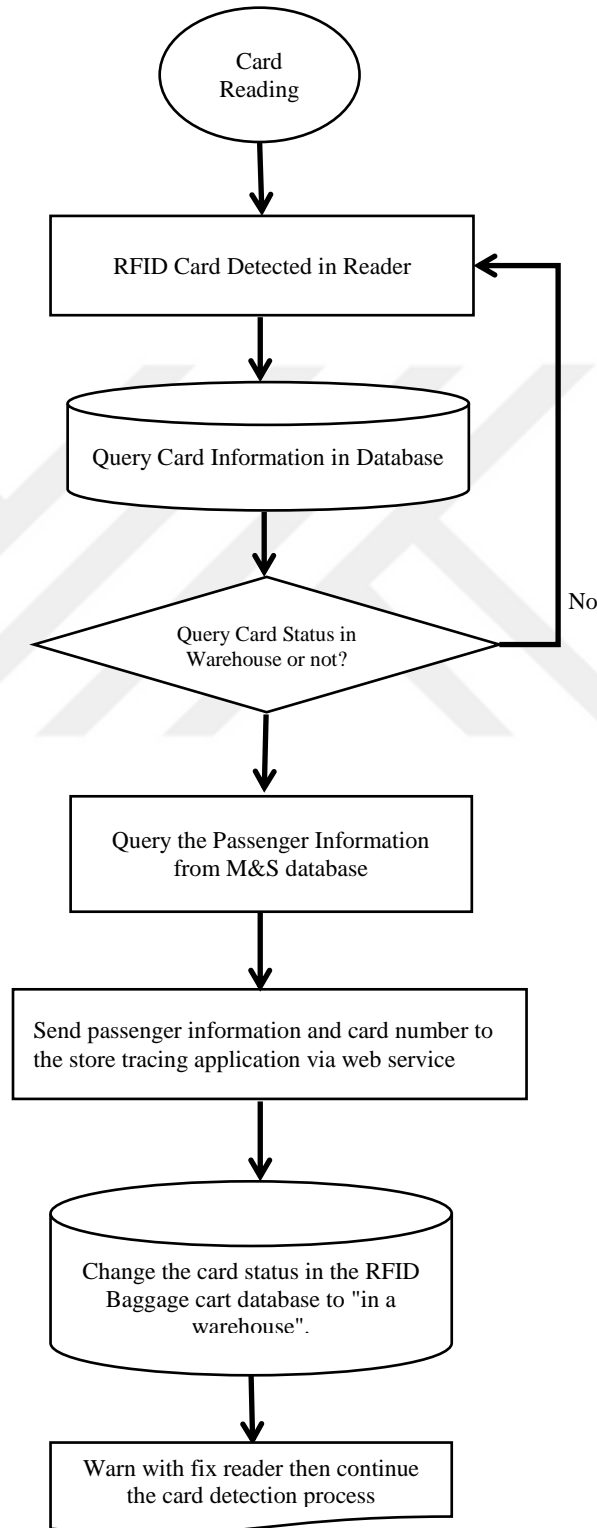 Card
Reading
RFID Card Detected in Reader
Query Card Information in Database
No
Query Card Status in
Warehouse or not?
Query the Passenger Information
from M&S database
Send passenger information and card number to
the store tracing application via web service
Change the card status in the RFID
Baggage cart database to "in a
warehouse".
Warn with fix reader then continue
the card detection process